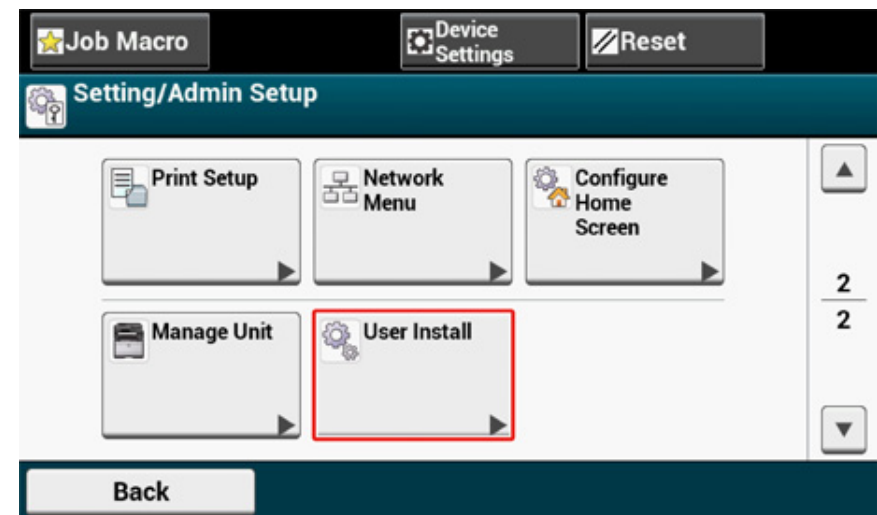 Job Macro
Device
Settings
Reset
Setting/Admin Setup
Print Setup
Network
Menu
Configure
Home
Screen
2
2
Manage Unit
User Install
Back